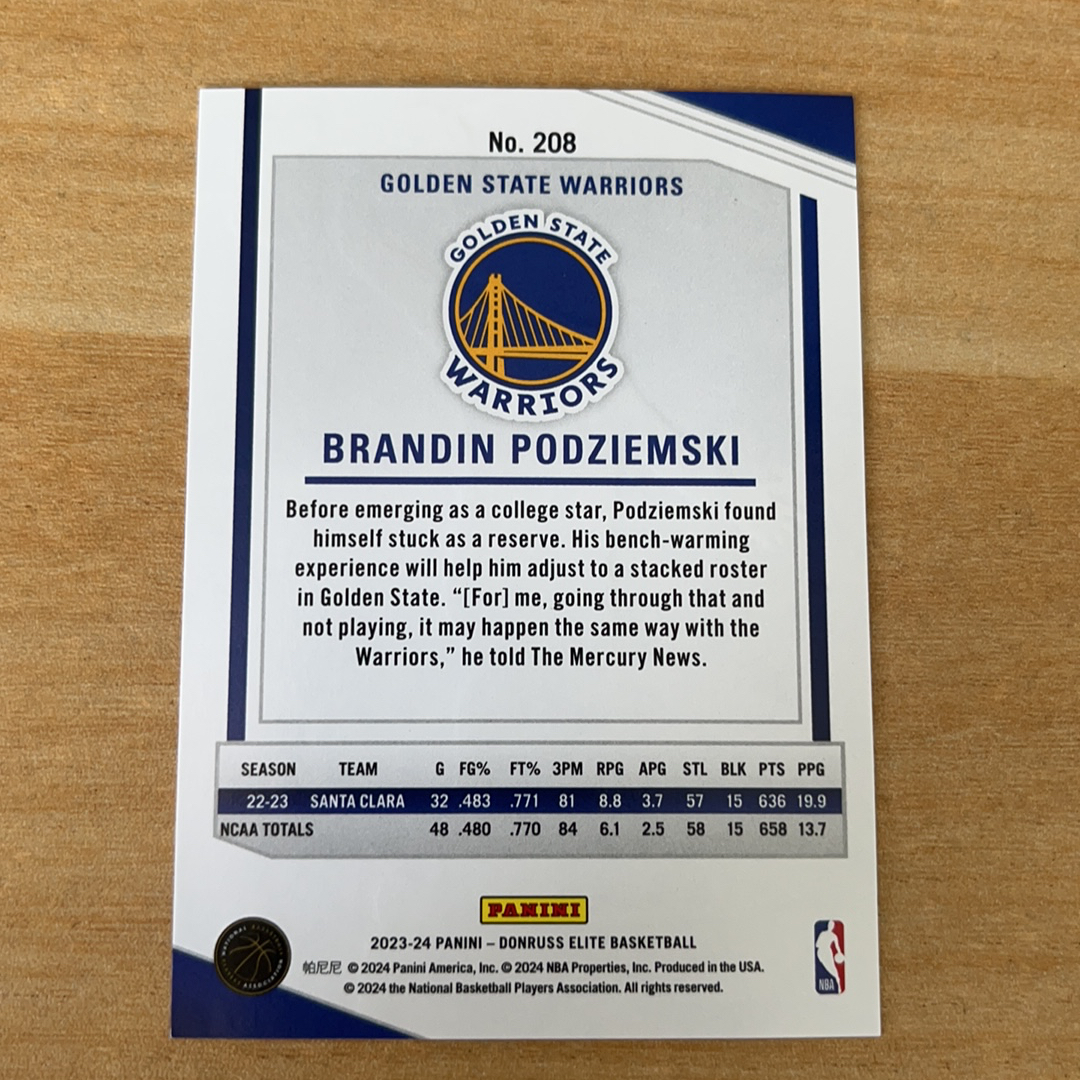 No. 208
GOLDEN STATE WARRIORS
GOLDEN STATE
WARRIORS
BRANDIN PODZIEMSKI
Before emerging as a college star, Podziemski found
himself stuck as a reserve. His bench-warming
experience will help him adjust to a stacked roster
in Golden State. “[For] me, going through that and
not playing, it may happen the same way with the
Warriors,” he told The Mercury News.
SEASON TEAM G FG% FT% 3PM RPG APG STL BLK PTS PPG
22-23 SANTA CLARA 32 .483 .771 81 8.8 3.7 57 15 636 19.9
NCAA TOTALS 48 .480 .770 84 6.1 2.5 58 15 658 13.7
PANINI
2023-24 PANINI – DONRUSS ELITE BASKETBALL
帕尼尼 © 2024 Panini America, Inc. © 2024 NBA Properties, Inc. Produced in the USA.
© 2024 the National Basketball Players Association. All rights reserved.
NATIONAL BASKETBALL
PLAYERS ASSOCIATION
NBA